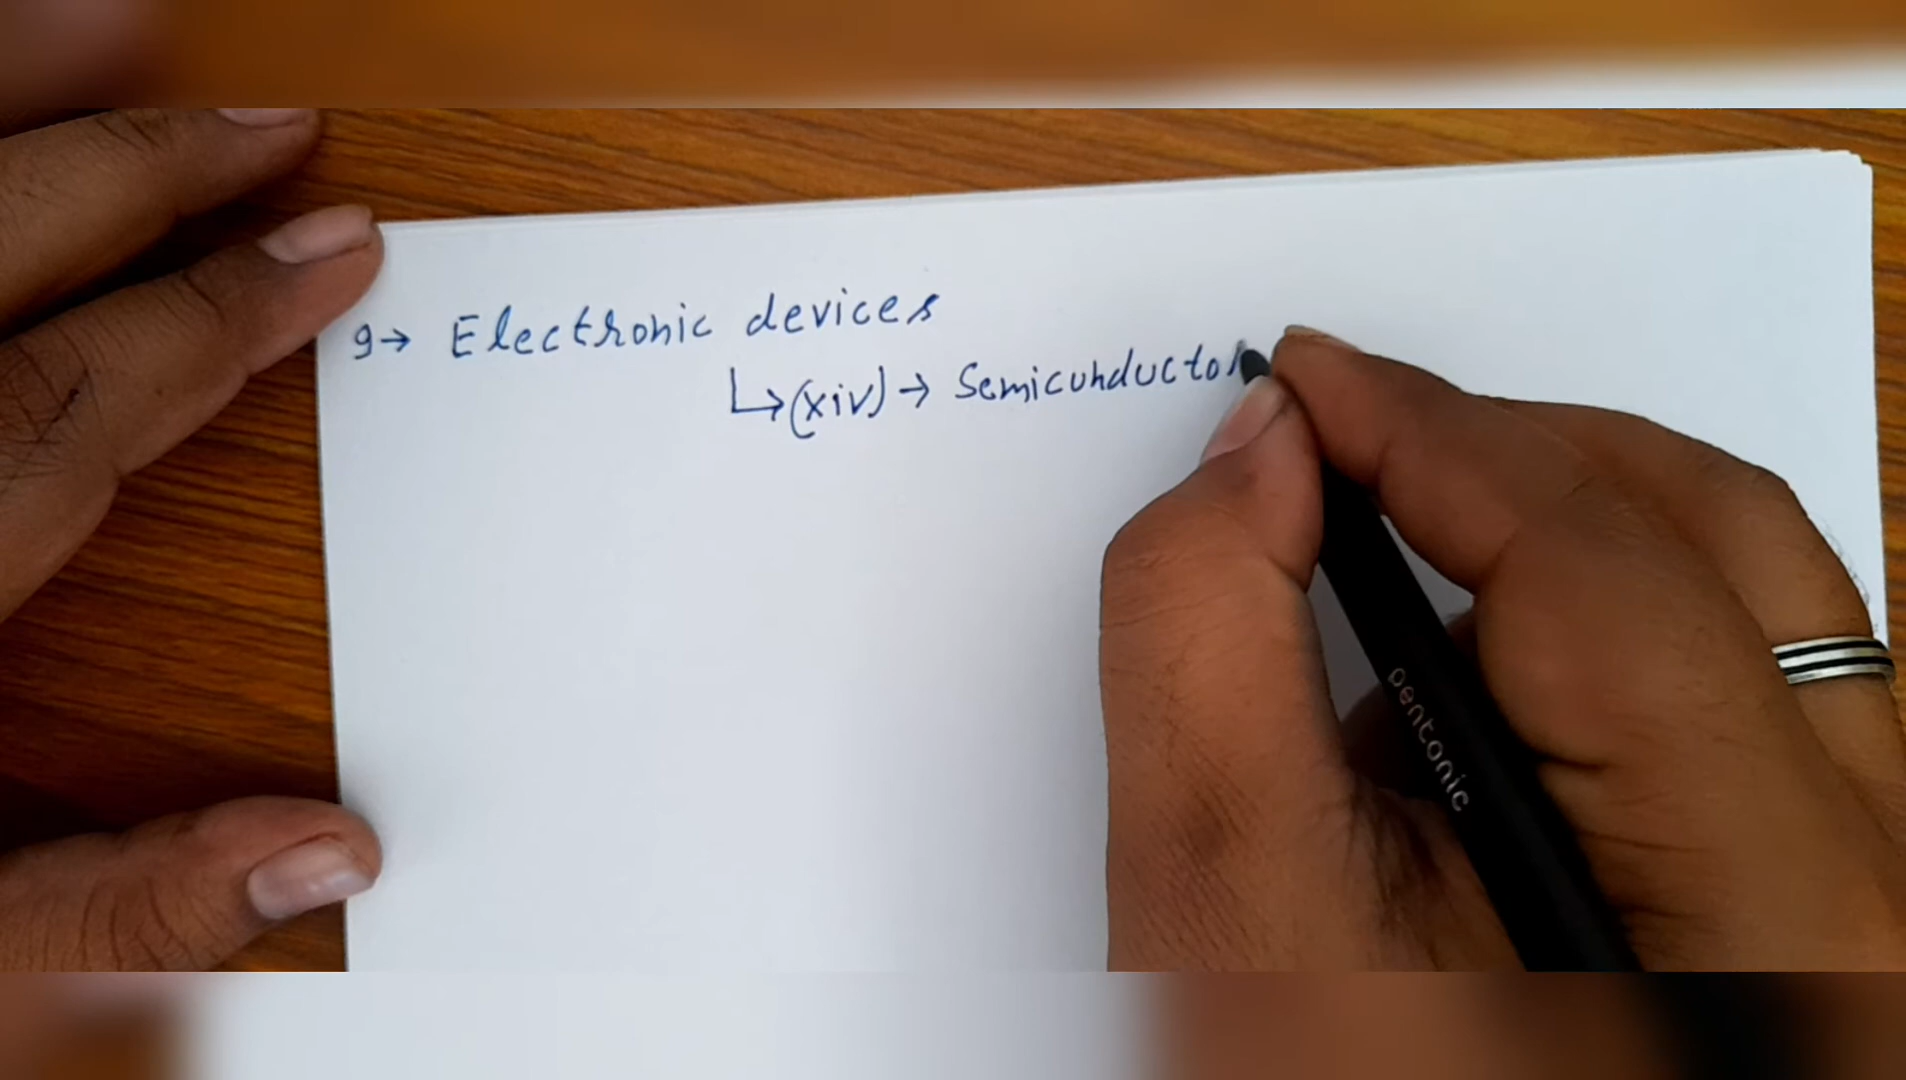 9→ Electronic devices
↳(xiv) → Semiconductor
pentonic